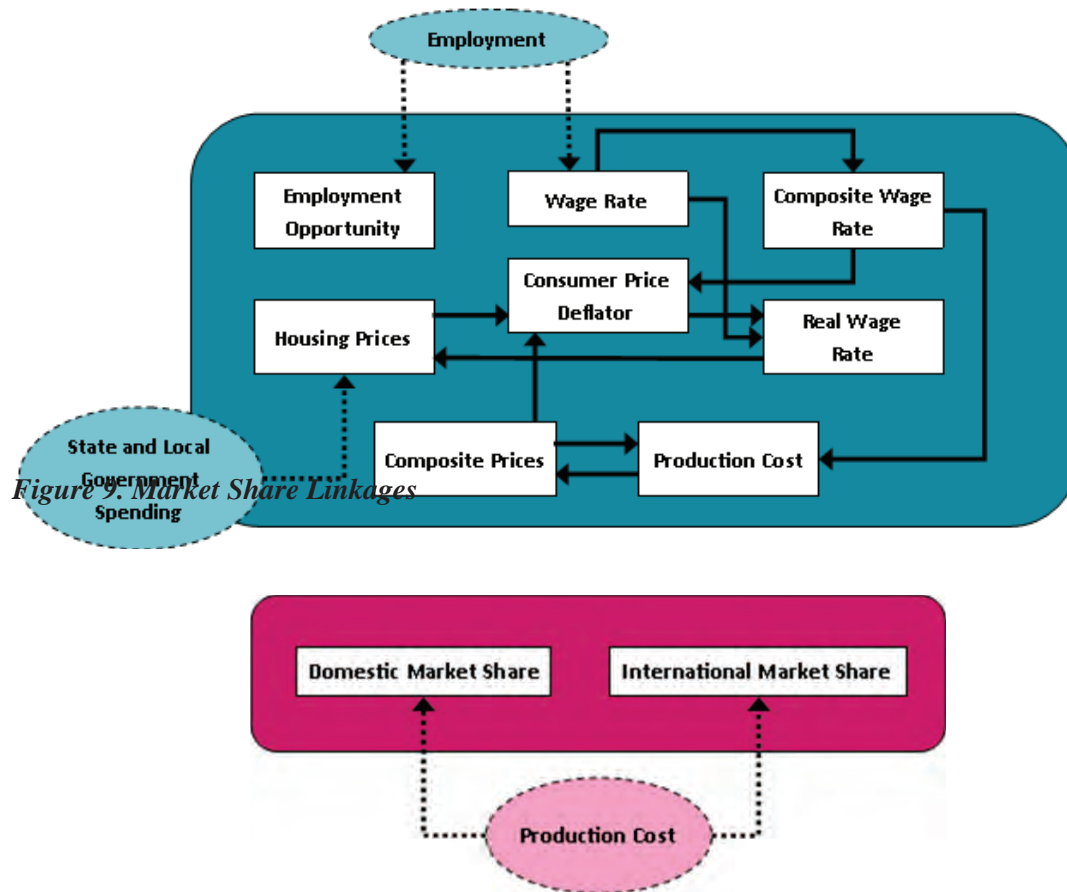 Employment
Employment
Opportunity
Wage Rate
Composite Wage
Rate
Consumer Price
Deflator
Housing Prices
Real Wage
Rate
State and Local
Government
Spending
Composite Prices
Production Cost
Figure 9. Market Share Linkages
Domestic Market Share
International Market Share
Production Cost